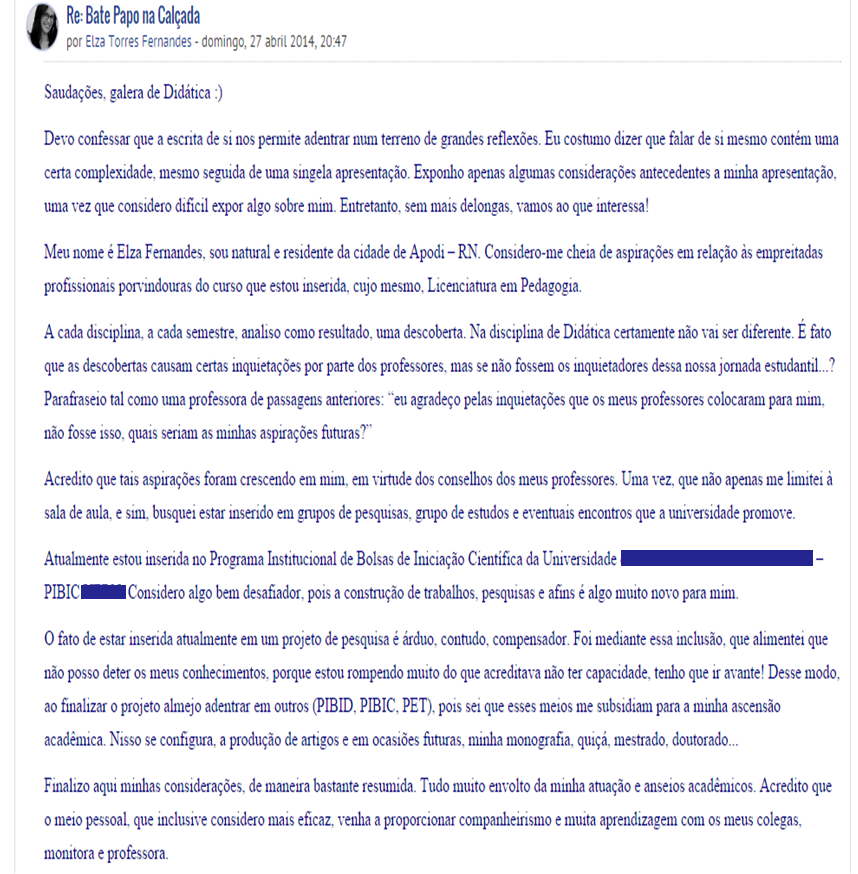 Re: Bate Papo na Calçada
por Elza Torres Fernandes - domingo, 27 abril 2014, 20:47
Saudações, galera de Didática :)
Devo confessar que a escrita de si nos permite adentrar num terreno de grandes reflexões. Eu costumo dizer que falar de si mesmo contém uma
certa complexidade, mesmo seguida de uma singela apresentação. Exponho apenas algumas considerações antecedentes a minha apresentação,
uma vez que considero difícil expor algo sobre mim. Entretanto, sem mais delongas, vamos ao que interessa!
Meu nome é Elza Fernandes, sou natural e residente da cidade de Apodi – RN. Considero-me cheia de aspirações em relação às empreitadas
profissionais porvindouras do curso que estou inserida, cujo mesmo, Licenciatura em Pedagogia.
A cada disciplina, a cada semestre, analiso como resultado, uma descoberta. Na disciplina de Didática certamente não vai ser diferente. É fato
que as descobertas causam certas inquietações por parte dos professores, mas se não fossem os inquietadores dessa nossa jornada estudantil...?
Parafraseio tal como uma professora de passagens anteriores: “eu agradeço pelas inquietações que os meus professores colocaram para mim,
não fosse isso, quais seriam as minhas aspirações futuras?”
Acredito que tais aspirações foram crescendo em mim, em virtude dos conselhos dos meus professores. Uma vez, que não apenas me limitei à
sala de aula, e sim, busquei estar inserido em grupos de pesquisas, grupo de estudos e eventuais encontros que a universidade promove.
Atualmente estou inserida no Programa Institucional de Bolsas de Iniciação Científica da Universidade –
PIBIC Considero algo bem desafiador, pois a construção de trabalhos, pesquisas e afins é algo muito novo para mim.
O fato de estar inserida atualmente em um projeto de pesquisa é árduo, contudo, compensador. Foi mediante essa inclusão, que alimentei que
não posso deter os meus conhecimentos, porque estou rompendo muito do que acreditava não ter capacidade, tenho que ir avante! Desse modo,
ao finalizar o projeto almejo adentrar em outros (PIBID, PIBIC, PET), pois sei que esses meios me subsidiam para a minha ascensão
acadêmica. Nisso se configura, a produção de artigos e em ocasiões futuras, minha monografia, quiçá, mestrado, doutorado...
Finalizo aqui minhas considerações, de maneira bastante resumida. Tudo muito envolto da minha atuação e anseios acadêmicos. Acredito que
o meio pessoal, que inclusive considero mais eficaz, venha a proporcionar companheirismo e muita aprendizagem com os meus colegas,
monitora e professora.